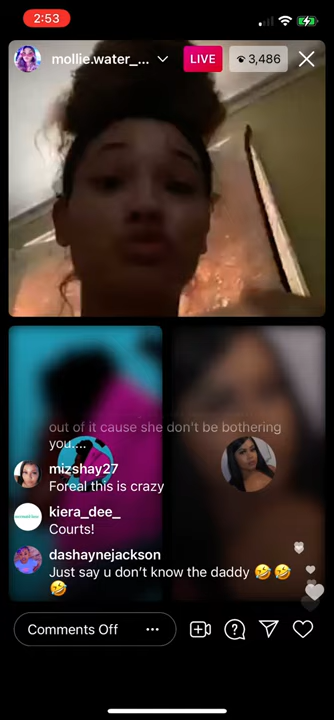 2:53
mollie.water_...
LIVE
3,486
out of it cause she don't be bothering
you....
mizshay27
Foreal this is crazy
kiera_dee_
Courts!
dashaynejackson
Just say u don't know the daddy 🤣🤣
🤣
Comments Off